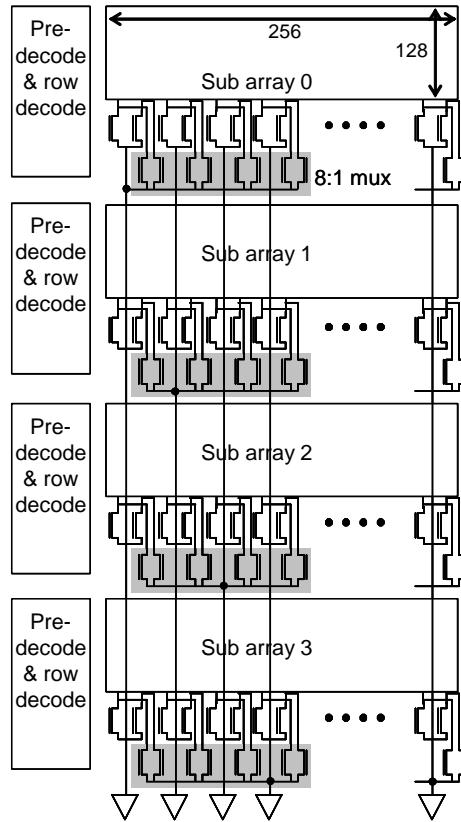 Pre-
decode
& row
decode
256
128
Sub array 0
8:1 mux
Pre-
decode
& row
decode
Sub array 1
Pre-
decode
& row
decode
Sub array 2
Pre-
decode
& row
decode
Sub array 3